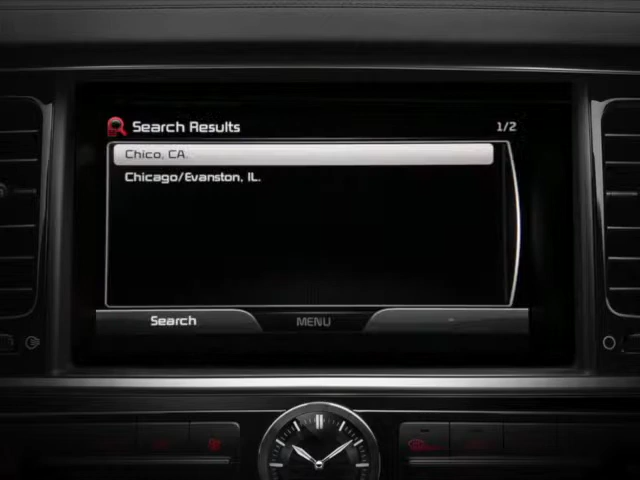 Search Results
1/2
Chico, CA.
Chicago/Evanston, IL.
Search
MENU